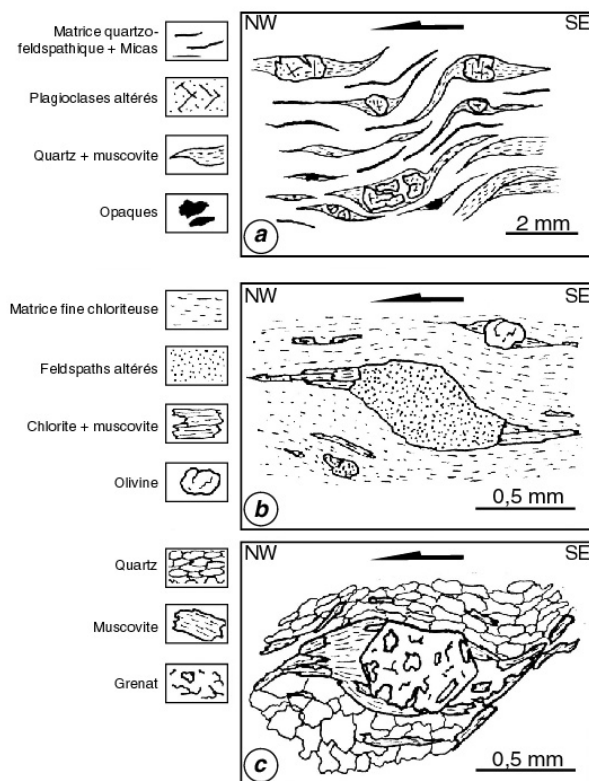 Matrice quartzo-
feldspathique + Micas
Plagioclases altérés
Quartz + muscovite
Opaques
NW
SE
a
2 mm
Matrice fine chloriteuse
Feldspaths altérés
Chlorite + muscovite
Olivine
NW
SE
b
0,5 mm
Quartz
Muscovite
Grenat
NW
SE
c
0,5 mm